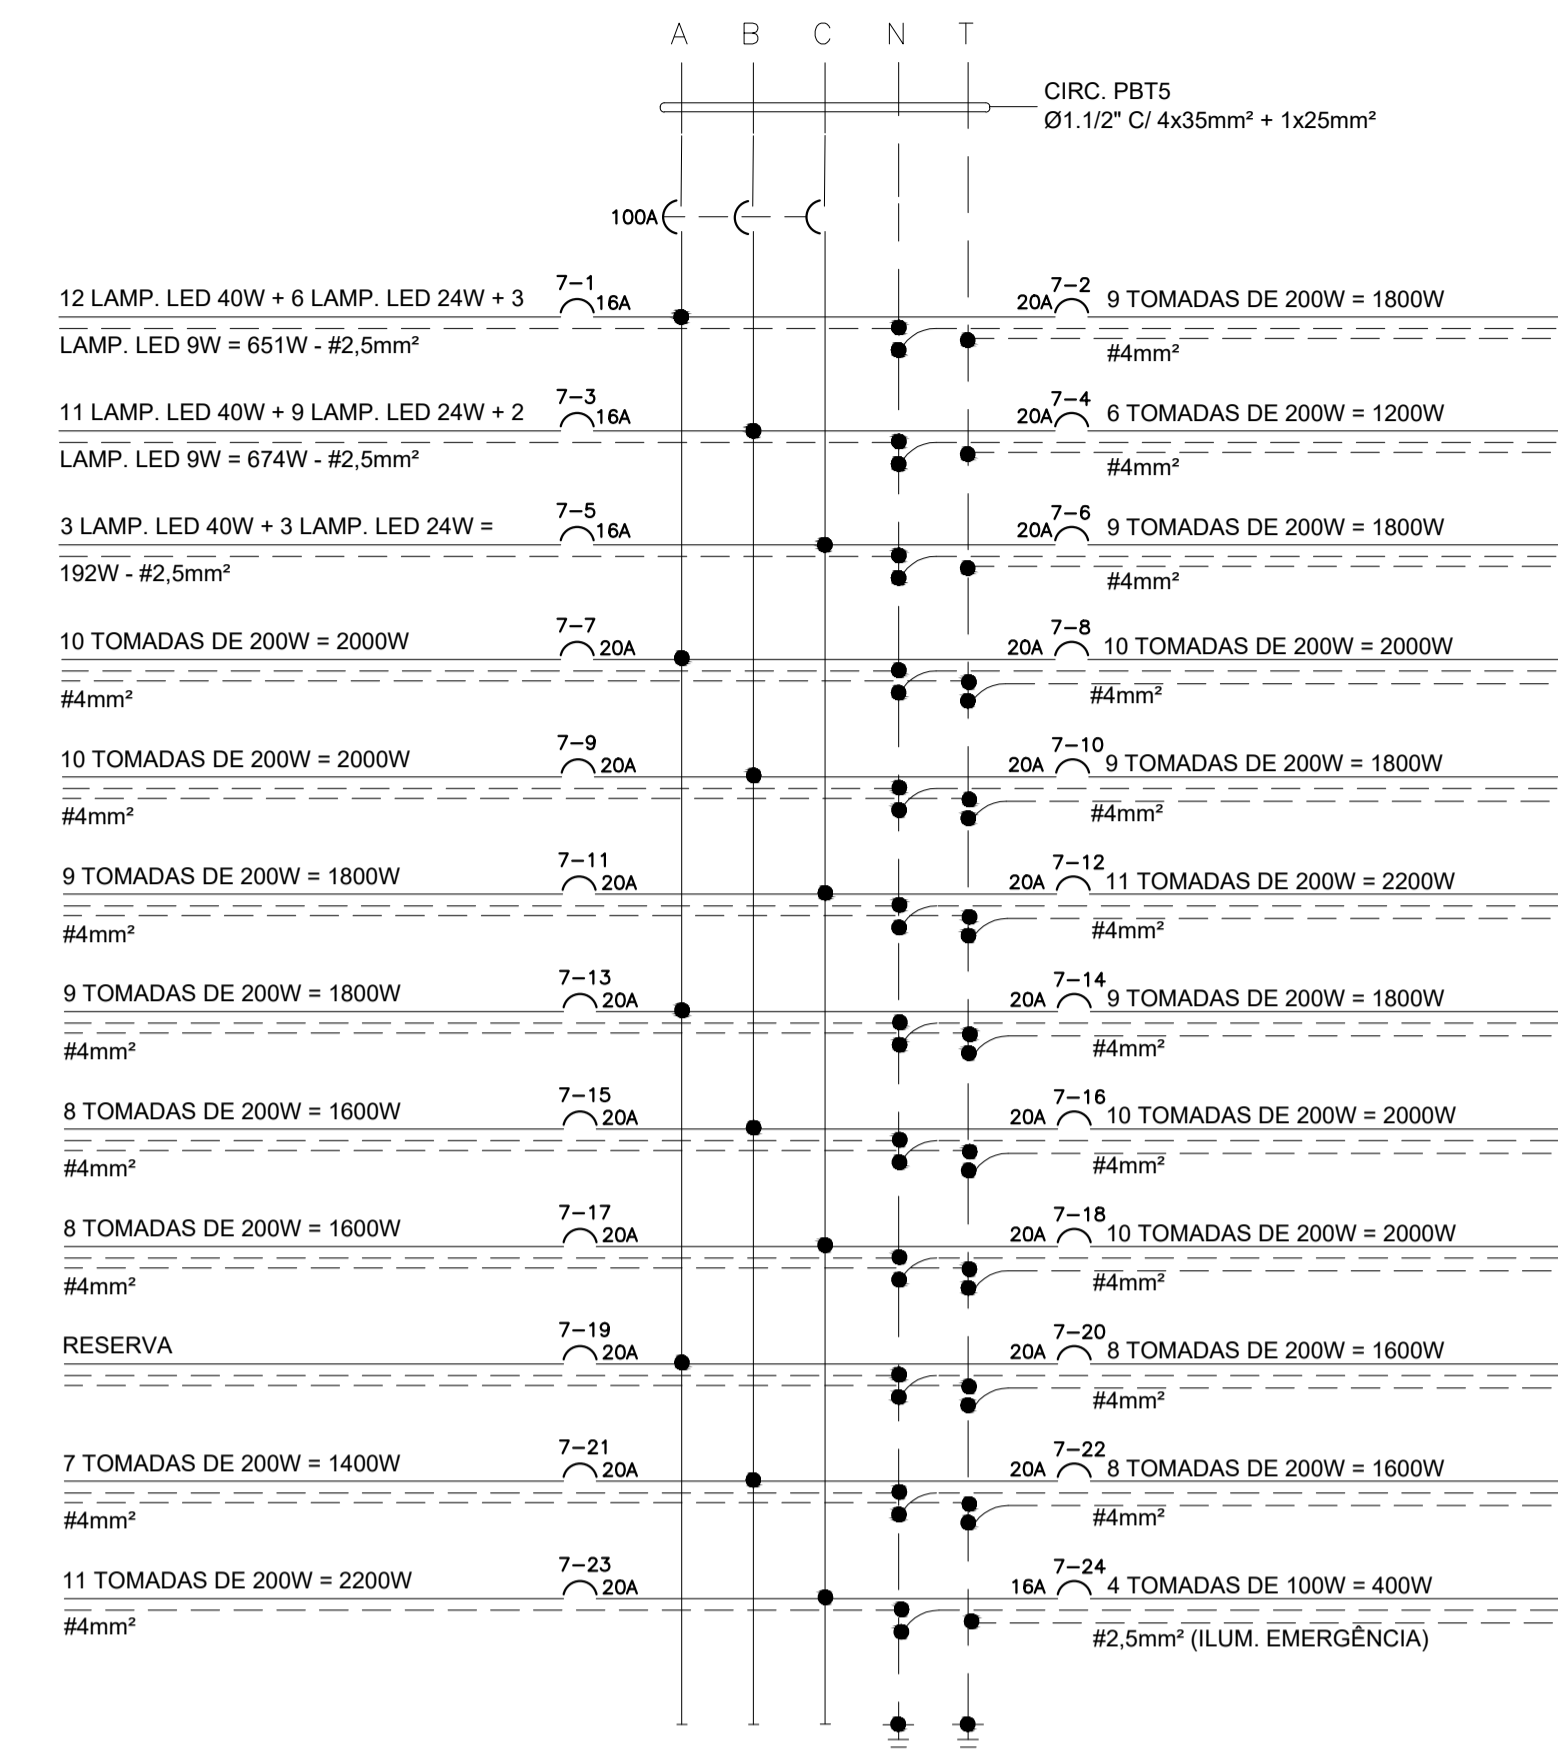 A B C N T
CIRC. PBT5
Ø1.1/2" C/ 4x35mm² + 1x25mm²
100A
12 LAMP. LED 40W + 6 LAMP. LED 24W + 3
7-1
16A
LAMP. LED 9W = 651W - #2,5mm²
20A
7-2
9 TOMADAS DE 200W = 1800W
#4mm²
11 LAMP. LED 40W + 9 LAMP. LED 24W + 2
7-3
16A
LAMP. LED 9W = 674W - #2,5mm²
20A
7-4
6 TOMADAS DE 200W = 1200W
#4mm²
3 LAMP. LED 40W + 3 LAMP. LED 24W =
7-5
16A
192W - #2,5mm²
20A
7-6
9 TOMADAS DE 200W = 1800W
#4mm²
10 TOMADAS DE 200W = 2000W
7-7
20A
#4mm²
20A
7-8
10 TOMADAS DE 200W = 2000W
#4mm²
10 TOMADAS DE 200W = 2000W
7-9
20A
#4mm²
20A
7-10
9 TOMADAS DE 200W = 1800W
#4mm²
9 TOMADAS DE 200W = 1800W
7-11
20A
#4mm²
20A
7-12
11 TOMADAS DE 200W = 2200W
#4mm²
9 TOMADAS DE 200W = 1800W
7-13
20A
#4mm²
20A
7-14
9 TOMADAS DE 200W = 1800W
#4mm²
8 TOMADAS DE 200W = 1600W
7-15
20A
#4mm²
20A
7-16
10 TOMADAS DE 200W = 2000W
#4mm²
8 TOMADAS DE 200W = 1600W
7-17
20A
#4mm²
20A
7-18
10 TOMADAS DE 200W = 2000W
#4mm²
RESERVA
7-19
20A
20A
7-20
8 TOMADAS DE 200W = 1600W
#4mm²
7 TOMADAS DE 200W = 1400W
7-21
20A
#4mm²
20A
7-22
8 TOMADAS DE 200W = 1600W
#4mm²
11 TOMADAS DE 200W = 2200W
7-23
20A
#4mm²
16A
7-24
4 TOMADAS DE 100W = 400W
#2,5mm² (ILUM. EMERGÊNCIA)